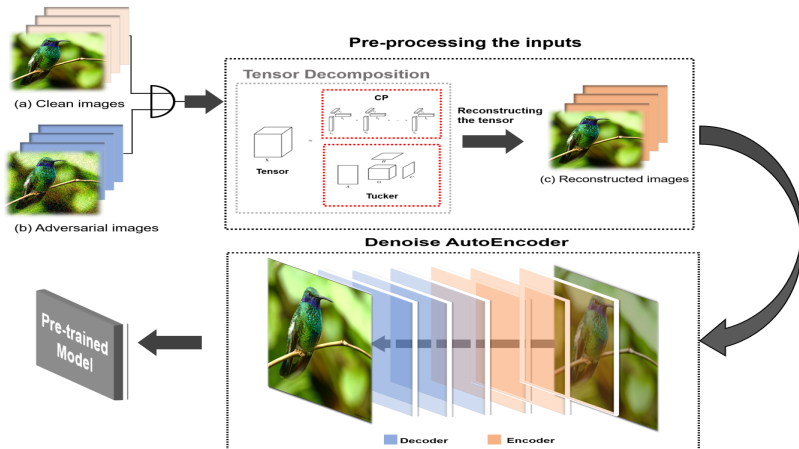 Pre-processing the inputs
(a) Clean images
Tensor Decomposition
CP
Reconstructing
the tensor
Tensor
Tucker
(c) Reconstructed images
(b) Adversarial images
Denoise AutoEncoder
Pre-trained
Model
Decoder
Encoder